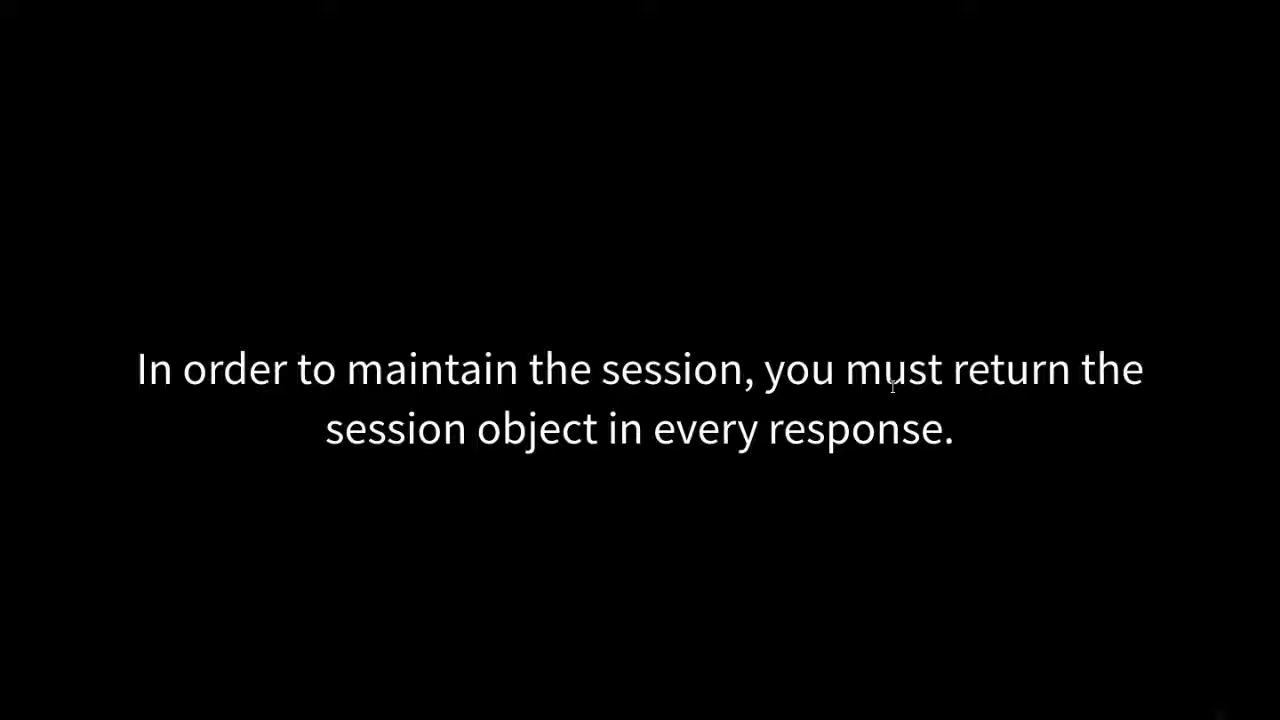 In order to maintain the session, you must return the
session object in every response.